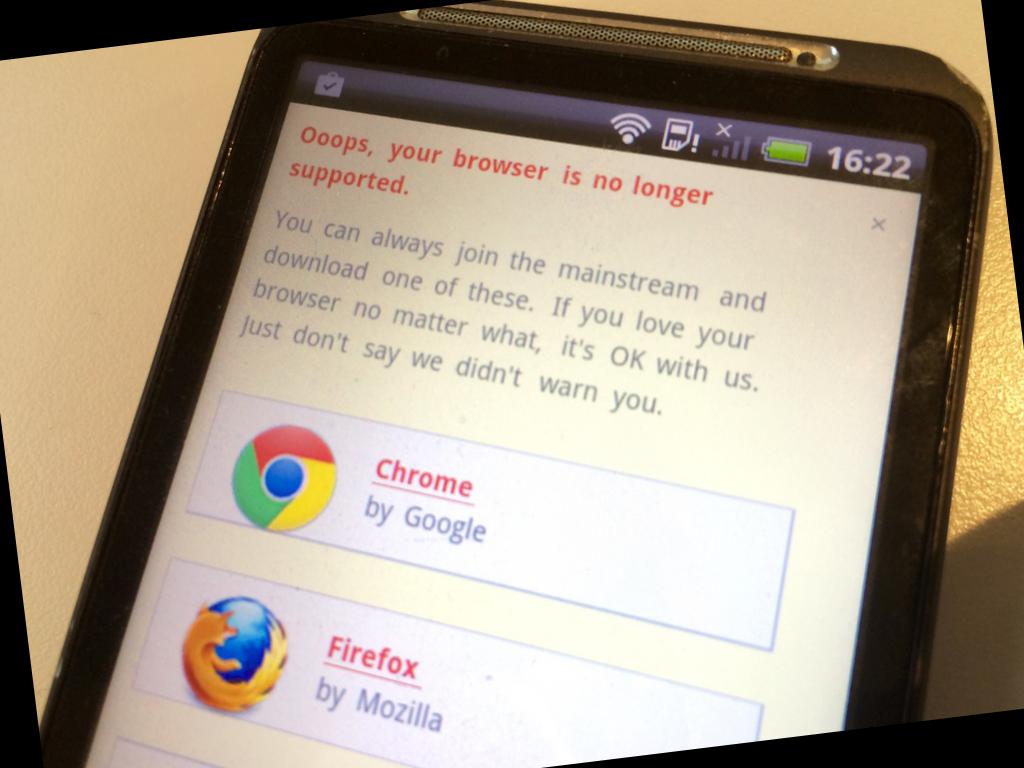 16:22
Ooops, your browser is no longer
supported.
×
You can always join the mainstream and
download one of these. If you love your
browser no matter what, it's OK with us.
Just don't say we didn't warn you.
Chrome
by Google
Firefox
by Mozilla